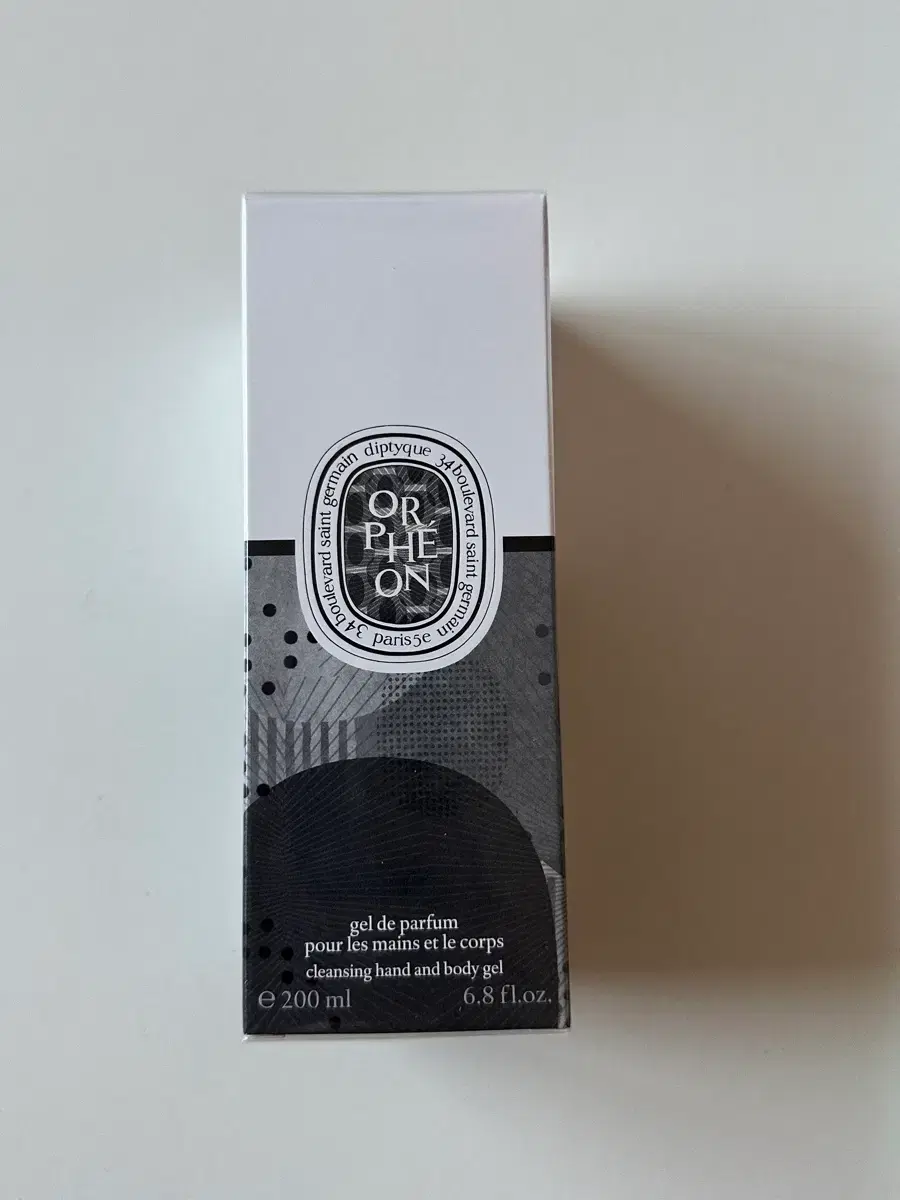 diptyque 34 boulevard saint germain paris 5e 34 boulevard saint germain
OR
PHÉ
ON
gel de parfum
pour les mains et le corps
cleansing hand and body gel
e 200 ml 6.8 fl.oz.